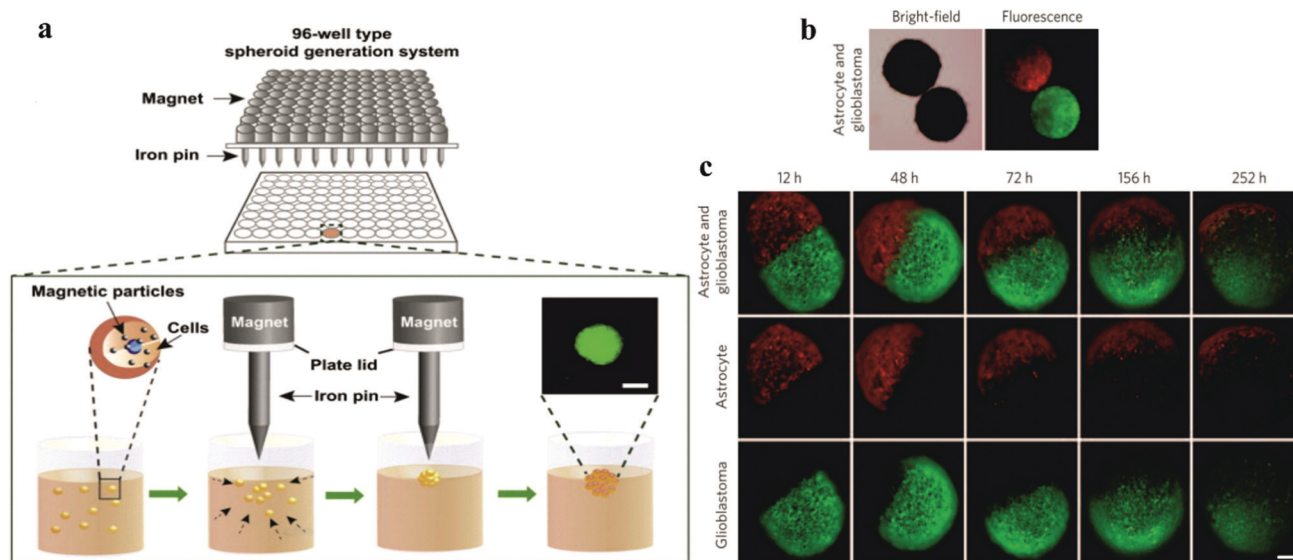 a
96-well type
spheroid generation system
Magnet
Iron pin
Magnetic particles
Cells
Magnet
Magnet
Plate lid
Iron pin
b
Bright-field
Fluorescence
Astrocyte and
glioblastoma
c
12 h
48 h
72 h
156 h
252 h
Astrocyte and
glioblastoma
Astrocyte
Glioblastoma